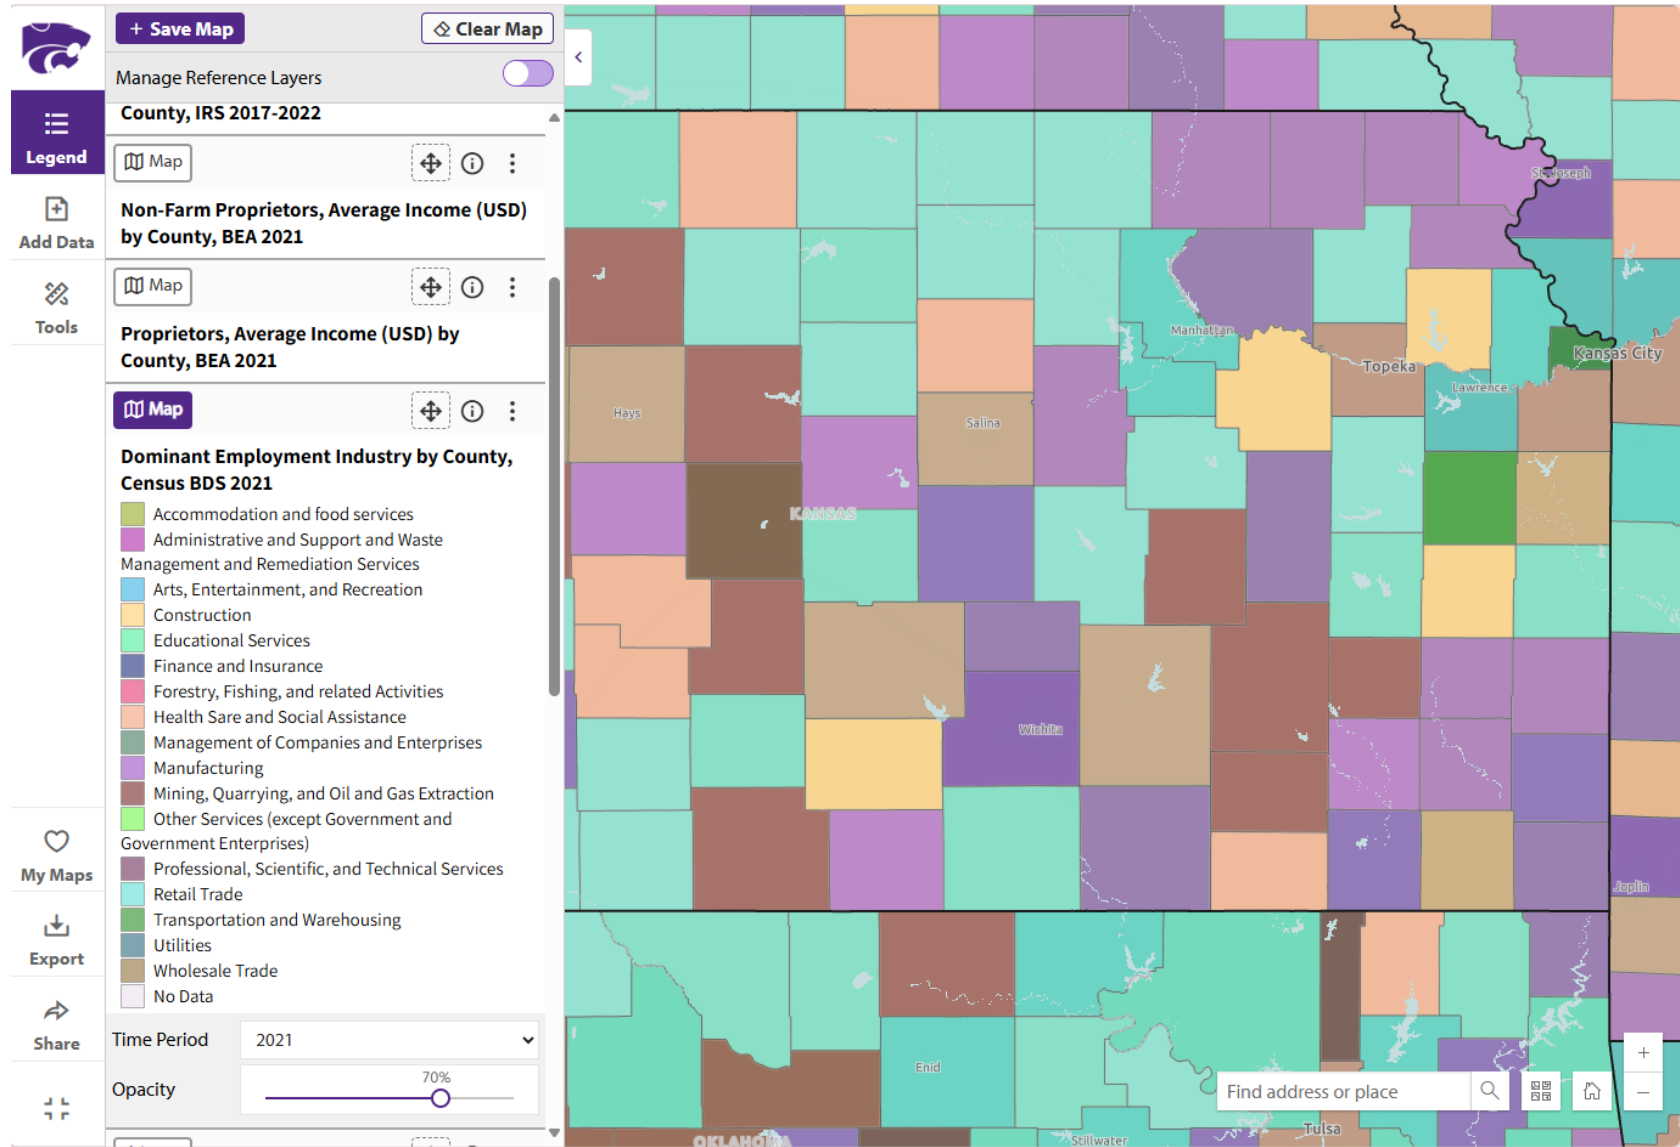 + Save Map
Clear Map
Manage Reference Layers
County, IRS 2017-2022
Map
Non-Farm Proprietors, Average Income (USD)
by County, BEA 2021
Map
Proprietors, Average Income (USD) by
County, BEA 2021
Map
Dominant Employment Industry by County,
Census BDS 2021
Accommodation and food services
Administrative and Support and Waste
Management and Remediation Services
Arts, Entertainment, and Recreation
Construction
Educational Services
Finance and Insurance
Forestry, Fishing, and related Activities
Health Sare and Social Assistance
Management of Companies and Enterprises
Manufacturing
Mining, Quarrying, and Oil and Gas Extraction
Other Services (except Government and
Government Enterprises)
Professional, Scientific, and Technical Services
Retail Trade
Transportation and Warehousing
Utilities
Wholesale Trade
No Data
Time Period
2021
Opacity
70%
Legend
Add Data
Tools
My Maps
Export
Share
St. Joseph
Manhattan
Topeka
Kansas City
Lawrence
Hays
Salina
KANSAS
Wichita
Joplin
Enid
Find address or place
+
−
Tulsa
OKLAHOMA
Stillwater